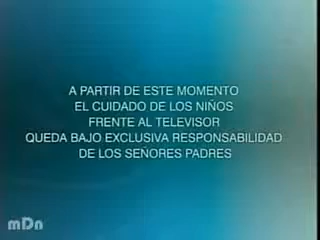 A PARTIR DE ESTE MOMENTO
EL CUIDADO DE LOS NIÑOS
FRENTE AL TELEVISOR
QUEDA BAJO EXCLUSIVA RESPONSABILIDAD
DE LOS SEÑORES PADRES
mDn